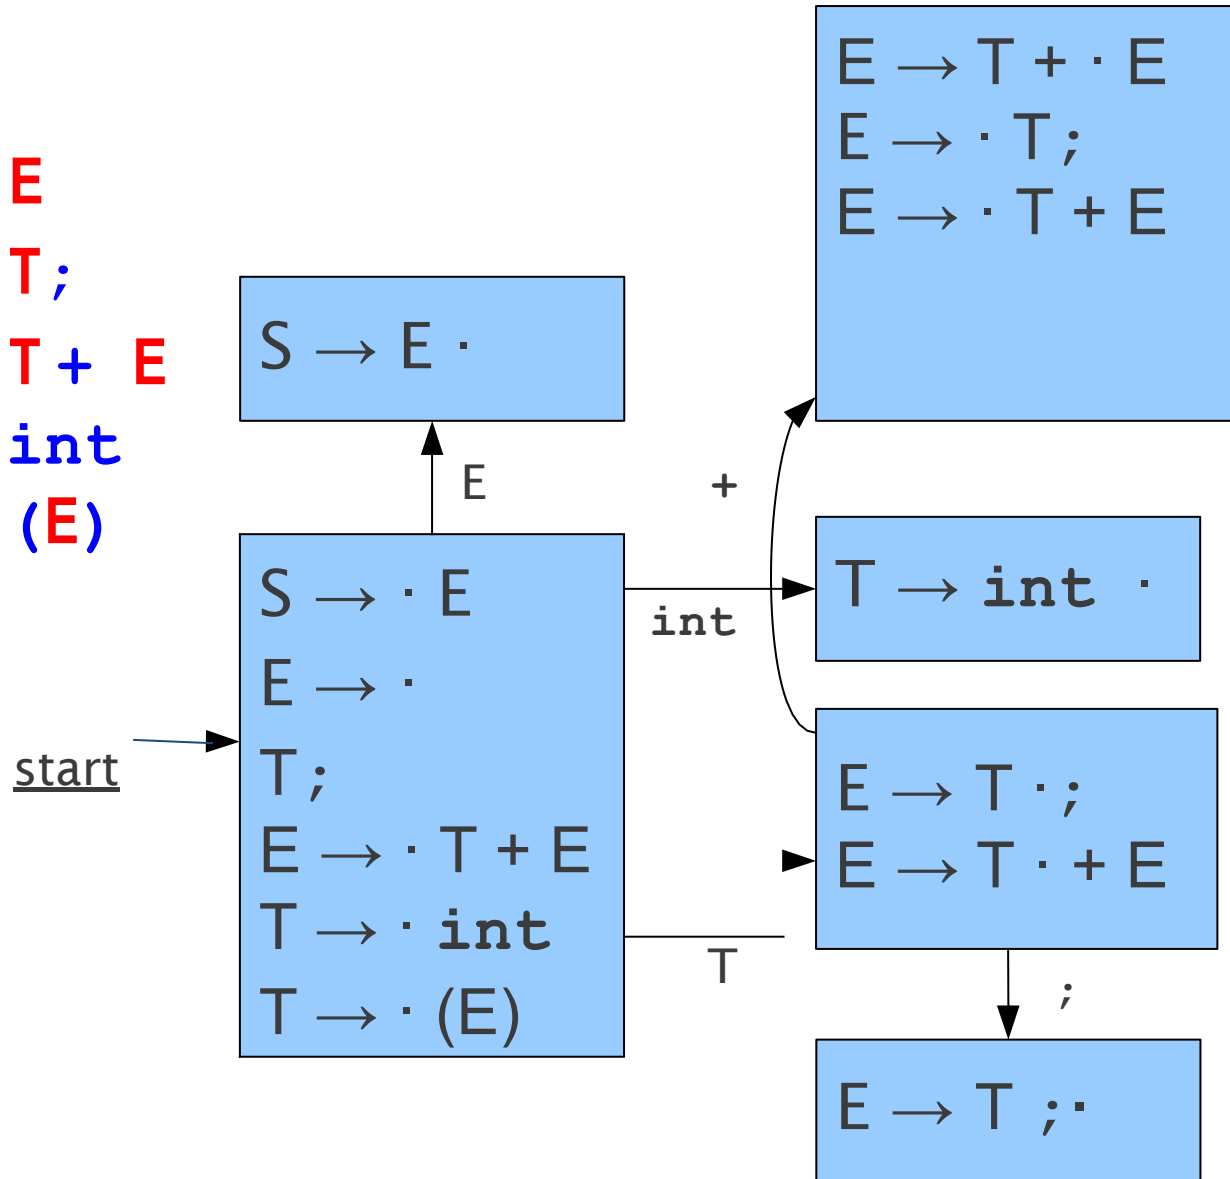 E
T;
T + E
int
(E)
start
S → E ·
E
S → · E
E → ·
T;
E → · T + E
T → · int
T → · (E)
int
T
+
E → T + · E
E → · T;
E → · T + E
T → int ·
E → T · ;
E → T · + E
;
E → T ; ·